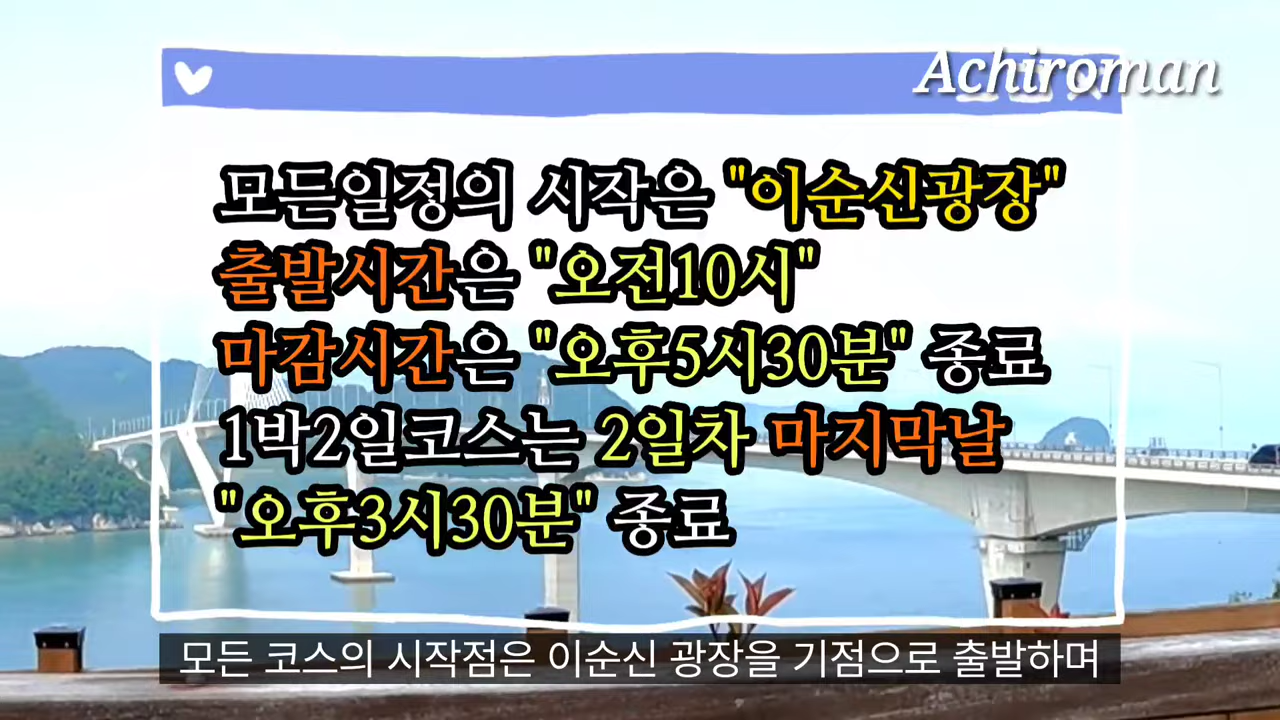 Achiroman
모든일정의 시작은 "이순신광장"
출발시간은 "오전10시"
마감시간은 "오후5시30분" 종료
1박2일코스는 2일차 마지막날
"오후3시30분" 종료
모든 코스의 시작점은 이순신 광장을 기점으로 출발하며